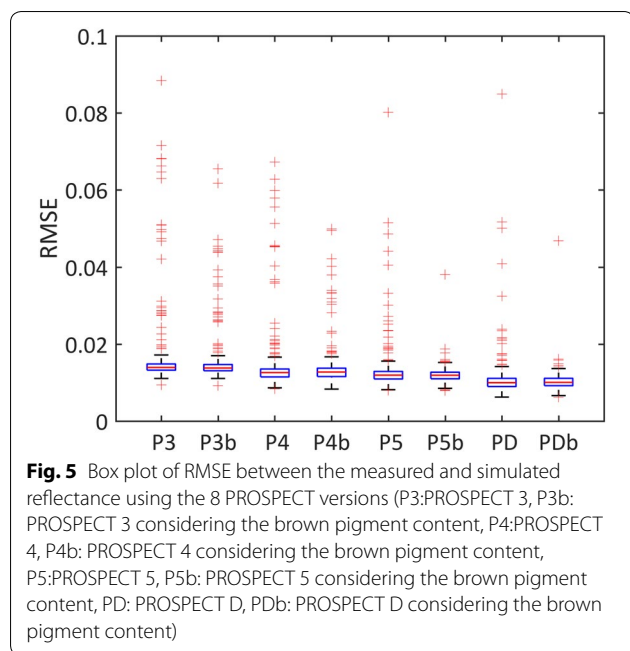 0.1
0.08
0.06
0.04
0.02
0
RMSE
P3 P3b P4 P4b P5 P5b PD PDb
Fig. 5 Box plot of RMSE between the measured and simulated
reflectance using the 8 PROSPECT versions (P3:PROSPECT 3, P3b:
PROSPECT 3 considering the brown pigment content, P4:PROSPECT
4, P4b: PROSPECT 4 considering the brown pigment content,
P5:PROSPECT 5, P5b: PROSPECT 5 considering the brown pigment
content, PD: PROSPECT D, PDb: PROSPECT D considering the brown
pigment content)